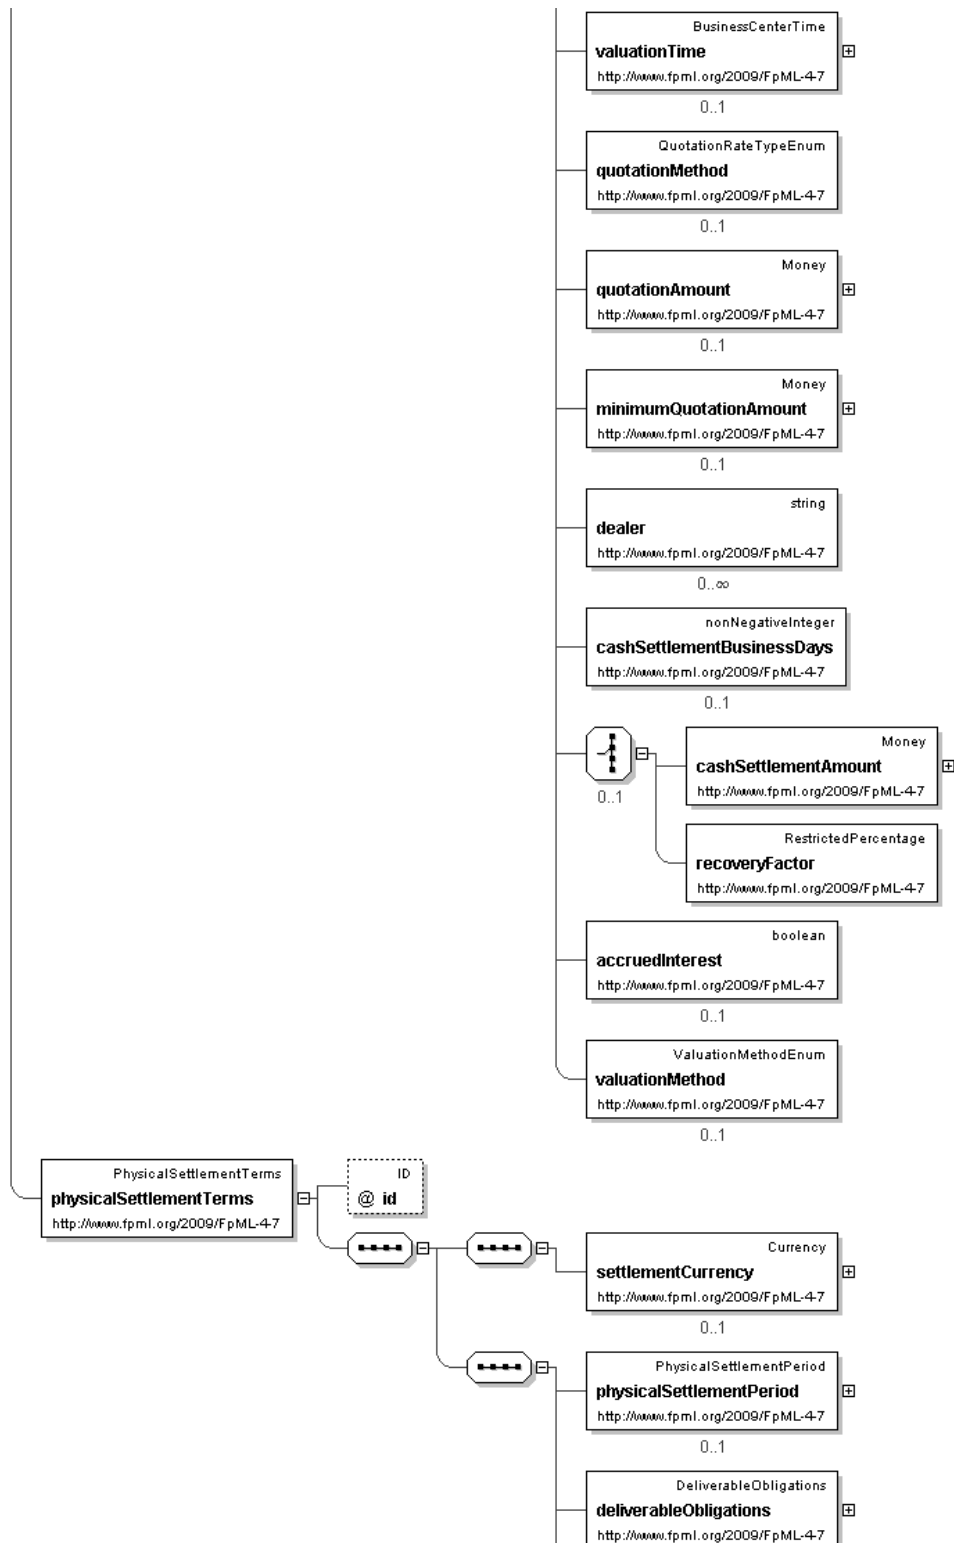 BusinessCenterTime
valuationTime
http://www.fpml.org/2009/FpML-4-7
0..1
QuotationRateTypeEnum
quotationMethod
http://www.fpml.org/2009/FpML-4-7
0..1
Money
quotationAmount
http://www.fpml.org/2009/FpML-4-7
0..1
Money
minimumQuotationAmount
http://www.fpml.org/2009/FpML-4-7
0..1
string
dealer
http://www.fpml.org/2009/FpML-4-7
0..∞
nonNegativeInteger
cashSettlementBusinessDays
http://www.fpml.org/2009/FpML-4-7
0..1
Money
cashSettlementAmount
http://www.fpml.org/2009/FpML-4-7
0..1
RestrictedPercentage
recoveryFactor
http://www.fpml.org/2009/FpML-4-7
boolean
accruedInterest
http://www.fpml.org/2009/FpML-4-7
0..1
ValuationMethodEnum
valuationMethod
http://www.fpml.org/2009/FpML-4-7
0..1
PhysicalSettlementTerms
physicalSettlementTerms
http://www.fpml.org/2009/FpML-4-7
ID
@ id
Currency
settlementCurrency
http://www.fpml.org/2009/FpML-4-7
0..1
PhysicalSettlementPeriod
physicalSettlementPeriod
http://www.fpml.org/2009/FpML-4-7
0..1
DeliverableObligations
deliverableObligations
http://www.fpml.org/2009/FpML-4-7